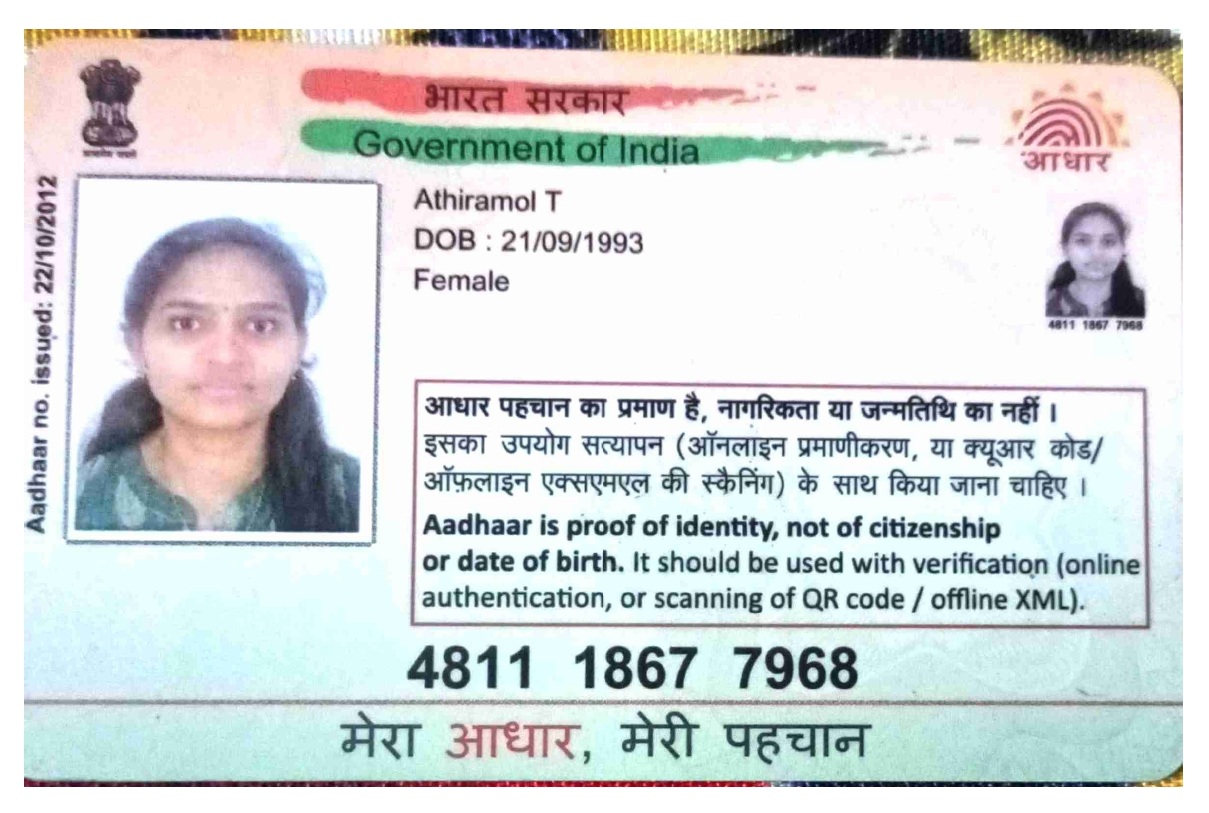 भारत सरकार
Government of India
आधार
Aadhaar no. issued: 22/10/2012
Athiramol T
DOB : 21/09/1993
Female
4811 1867 7968
आधार पहचान का प्रमाण है, नागरिकता या जन्मतिथि का नहीं ।
इसका उपयोग सत्यापन (ऑनलाइन प्रमाणीकरण, या क्यूआर कोड/
ऑफ़लाइन एक्सएमएल की स्कैनिंग) के साथ किया जाना चाहिए ।
Aadhaar is proof of identity, not of citizenship
or date of birth. It should be used with verification (online
authentication, or scanning of QR code / offline XML).
4811 1867 7968
मेरा आधार, मेरी पहचान